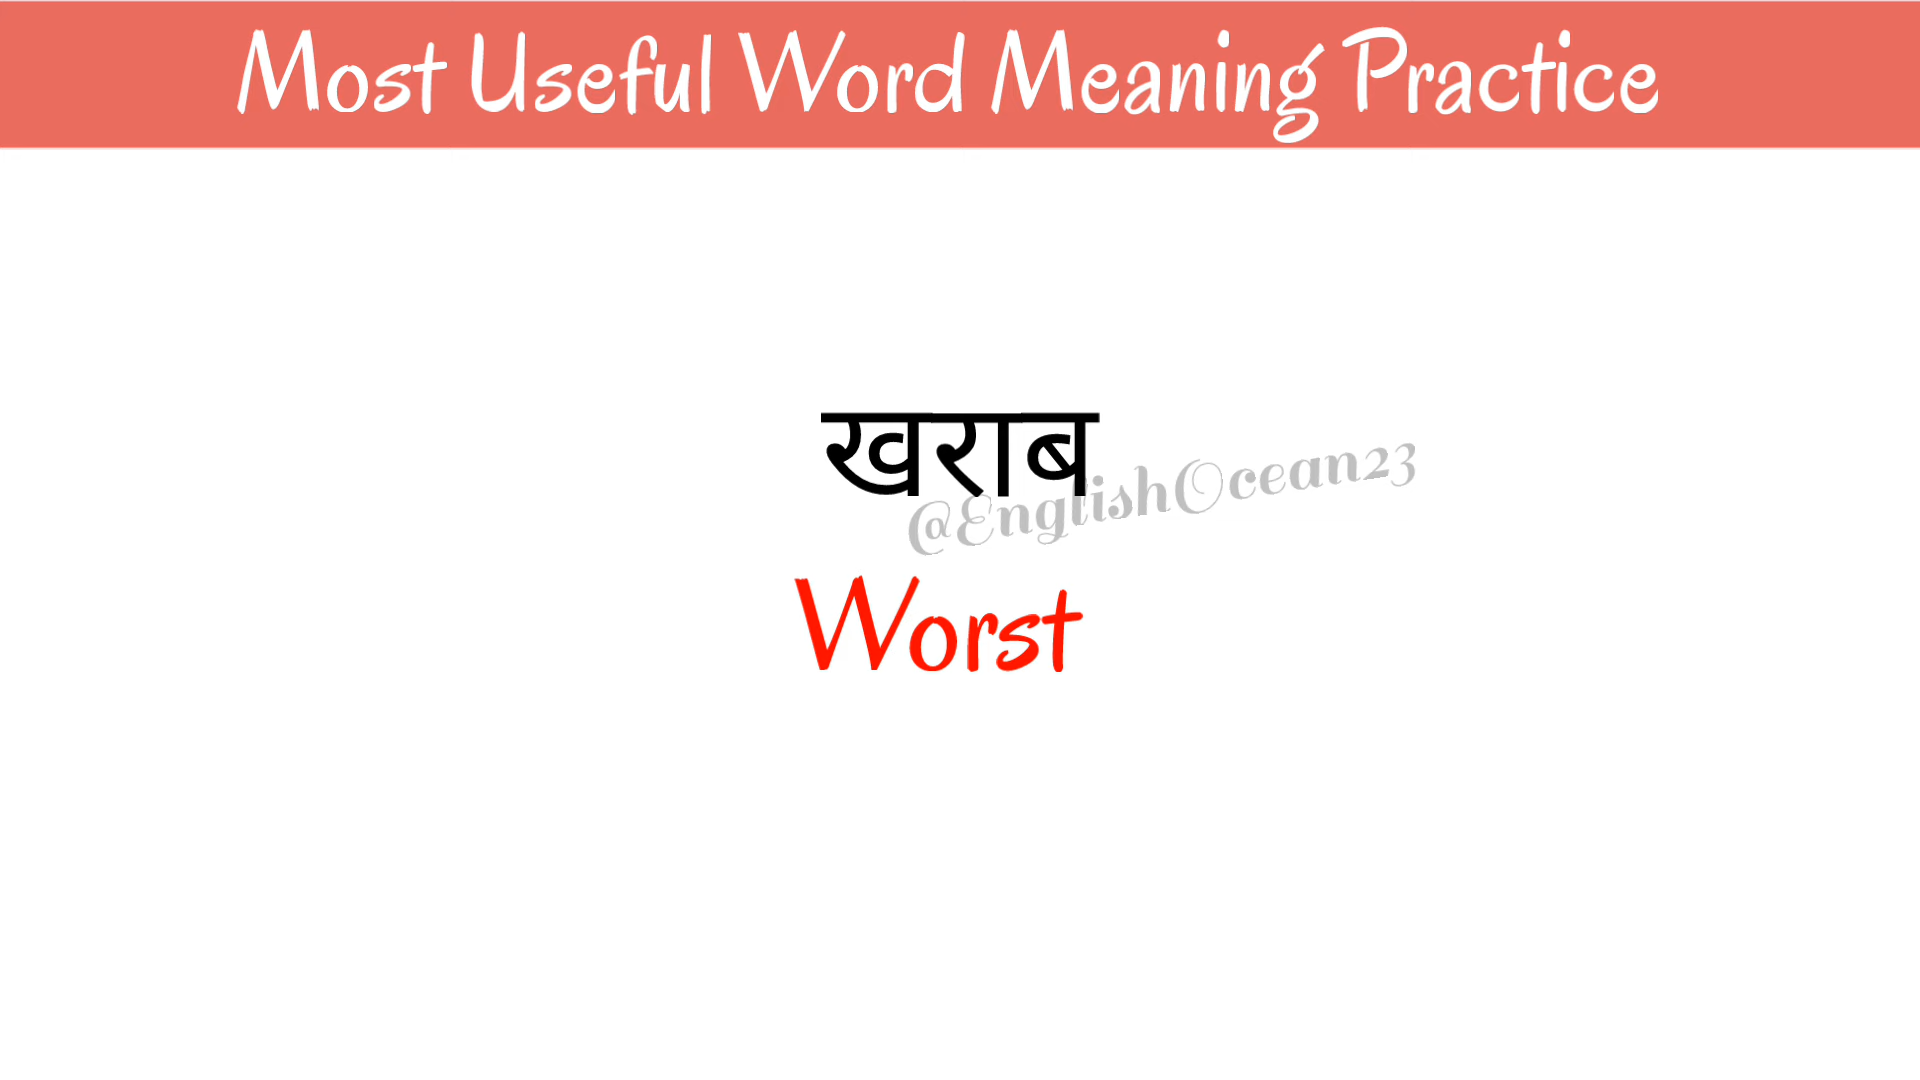 Most Useful Word Meaning Practice
खराब
@EnglishOcean23
Worst